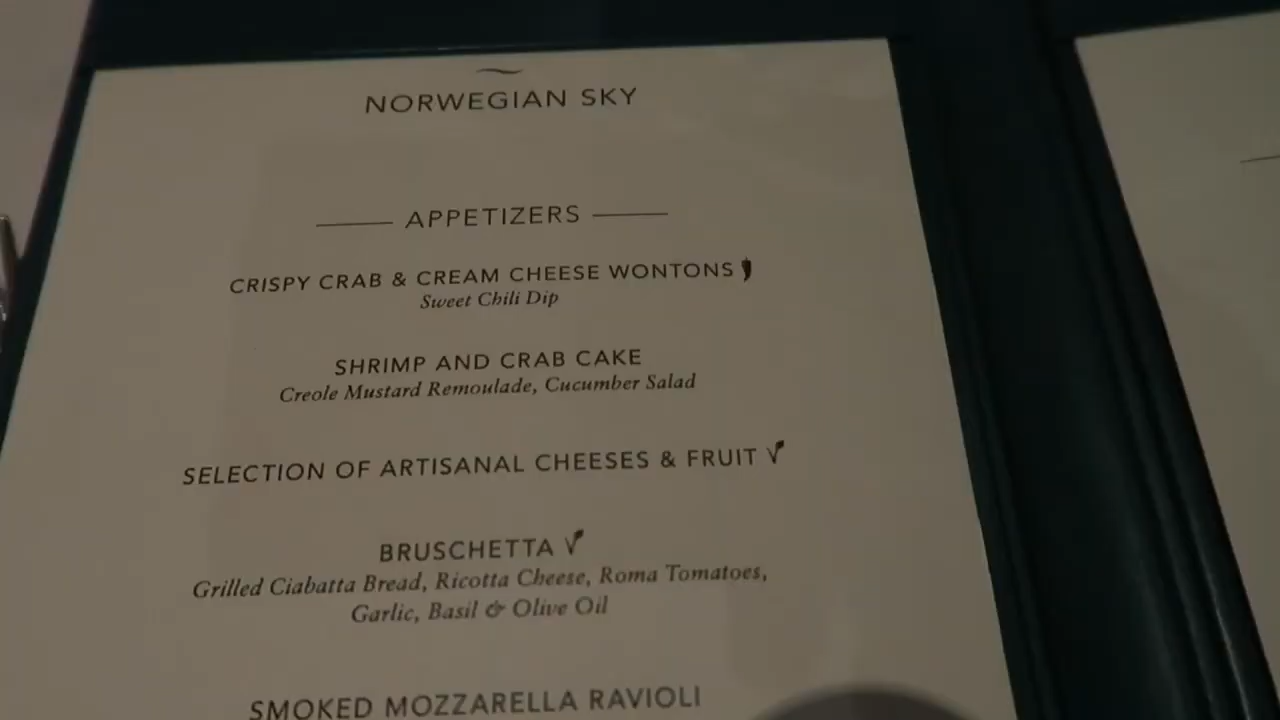 NORWEGIAN SKY
APPETIZERS
CRISPY CRAB & CREAM CHEESE WONTONS
Sweet Chili Dip
SHRIMP AND CRAB CAKE
Creole Mustard Remoulade, Cucumber Salad
SELECTION OF ARTISANAL CHEESES & FRUIT
BRUSCHETTA
Grilled Ciabatta Bread, Ricotta Cheese, Roma Tomatoes,
Garlic, Basil & Olive Oil
SMOKED MOZZARELLA RAVIOLI